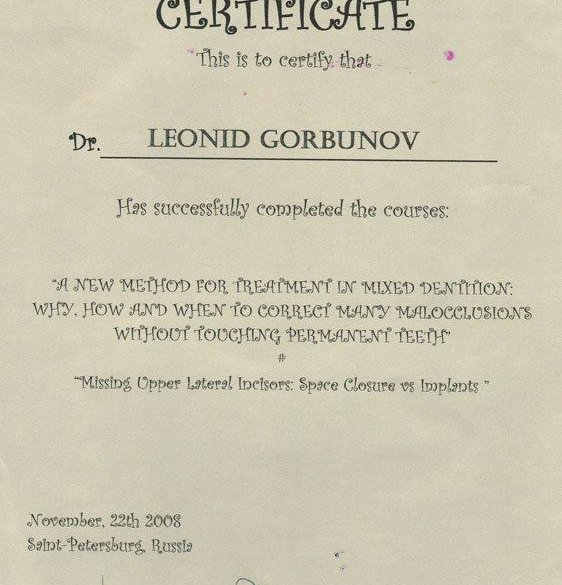 CERTIFICATE
This is to certify that
Dr. LEONID GORBUNOV
Has successfully completed the courses:
"A NEW METHOD FOR TREATMENT IN MIXED DENTITION:
WHY, HOW AND WHEN TO CORRECT MANY MALOCCLUSIONS
WITHOUT TOUCHING PERMANENT TEETH"
#
"Missing Upper Lateral Incisors: Space Closure vs Implants "
November, 22th 2008
Saint-Petersburg, Russia